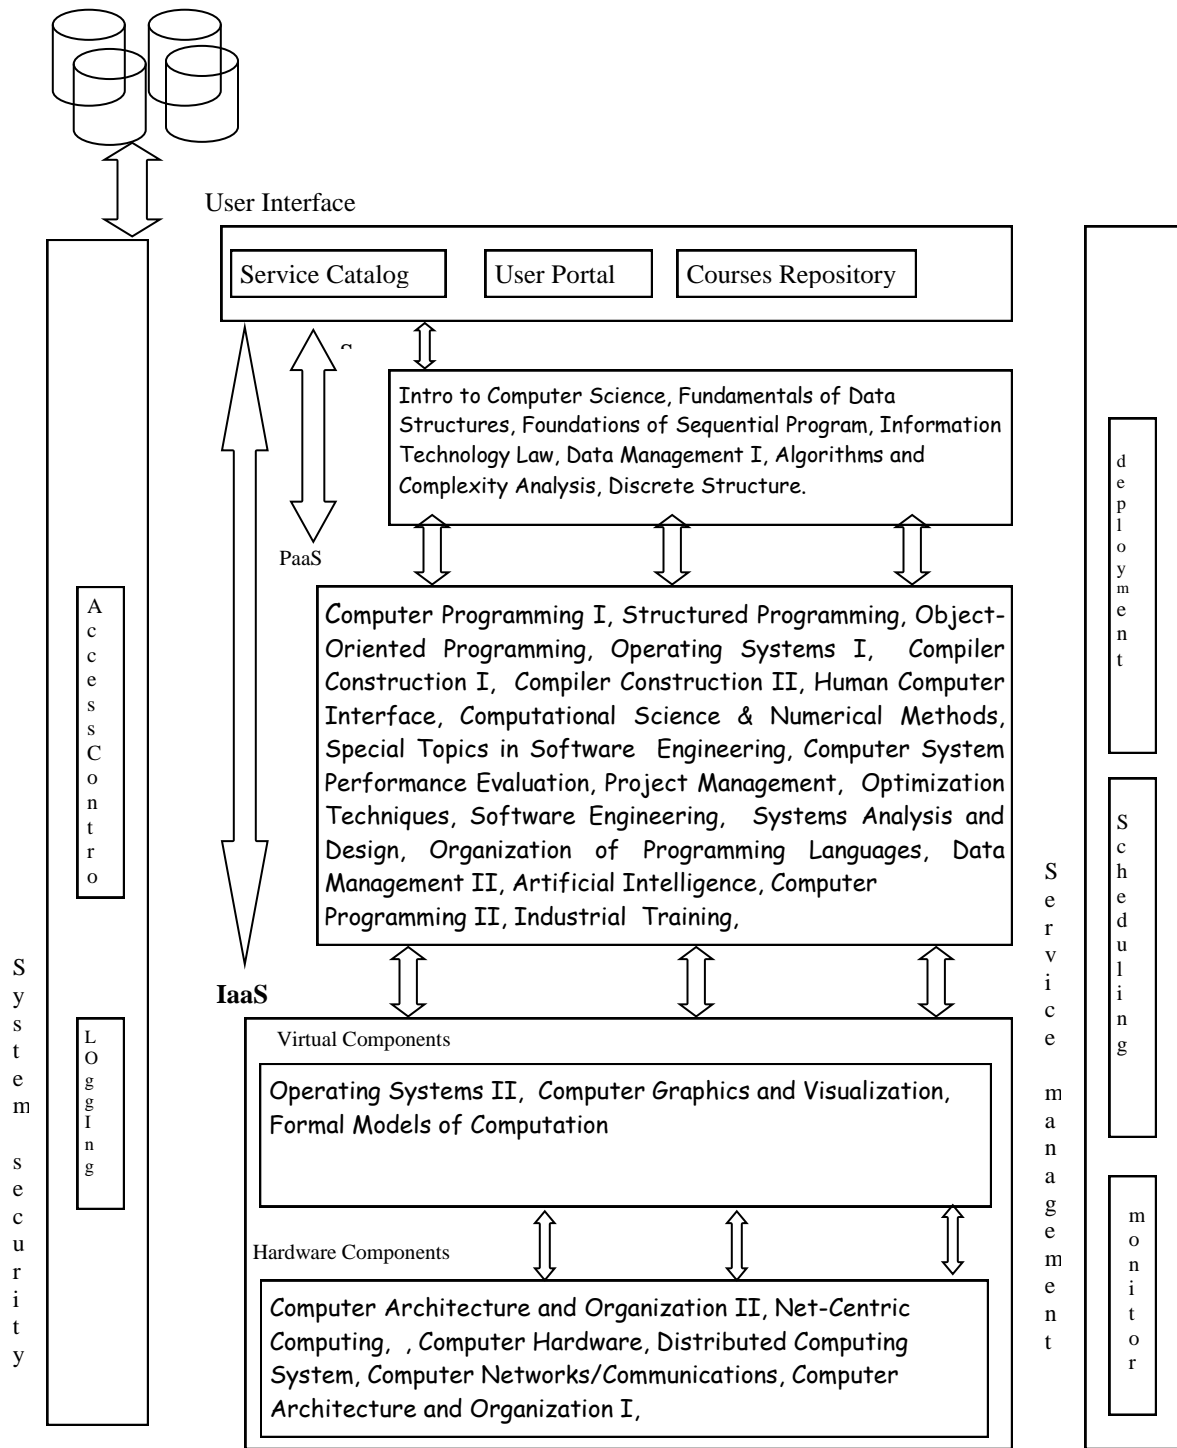 User Interface
Service Catalog
User Portal
Courses Repository
Intro to Computer Science, Fundamentals of Data
Structures, Foundations of Sequential Program, Information
Technology Law, Data Management I, Algorithms and
Complexity Analysis, Discrete Structure.
PaaS
Computer Programming I, Structured Programming, Object-
Oriented Programming, Operating Systems I, Compiler
Construction I, Compiler Construction II, Human Computer
Interface, Computational Science & Numerical Methods,
Special Topics in Software Engineering, Computer System
Performance Evaluation, Project Management, Optimization
Techniques, Software Engineering, Systems Analysis and
Design, Organization of Programming Languages, Data
Management II, Artificial Intelligence, Computer
Programming II, Industrial Training,
IaaS
Virtual Components
Operating Systems II, Computer Graphics and Visualization,
Formal Models of Computation
Hardware Components
Computer Architecture and Organization II, Net-Centric
Computing, , Computer Hardware, Distributed Computing
System, Computer Networks/Communications, Computer
Architecture and Organization I,
System security
AccessContro
LOggIng
Service management
deployment
Scheduling
monitor